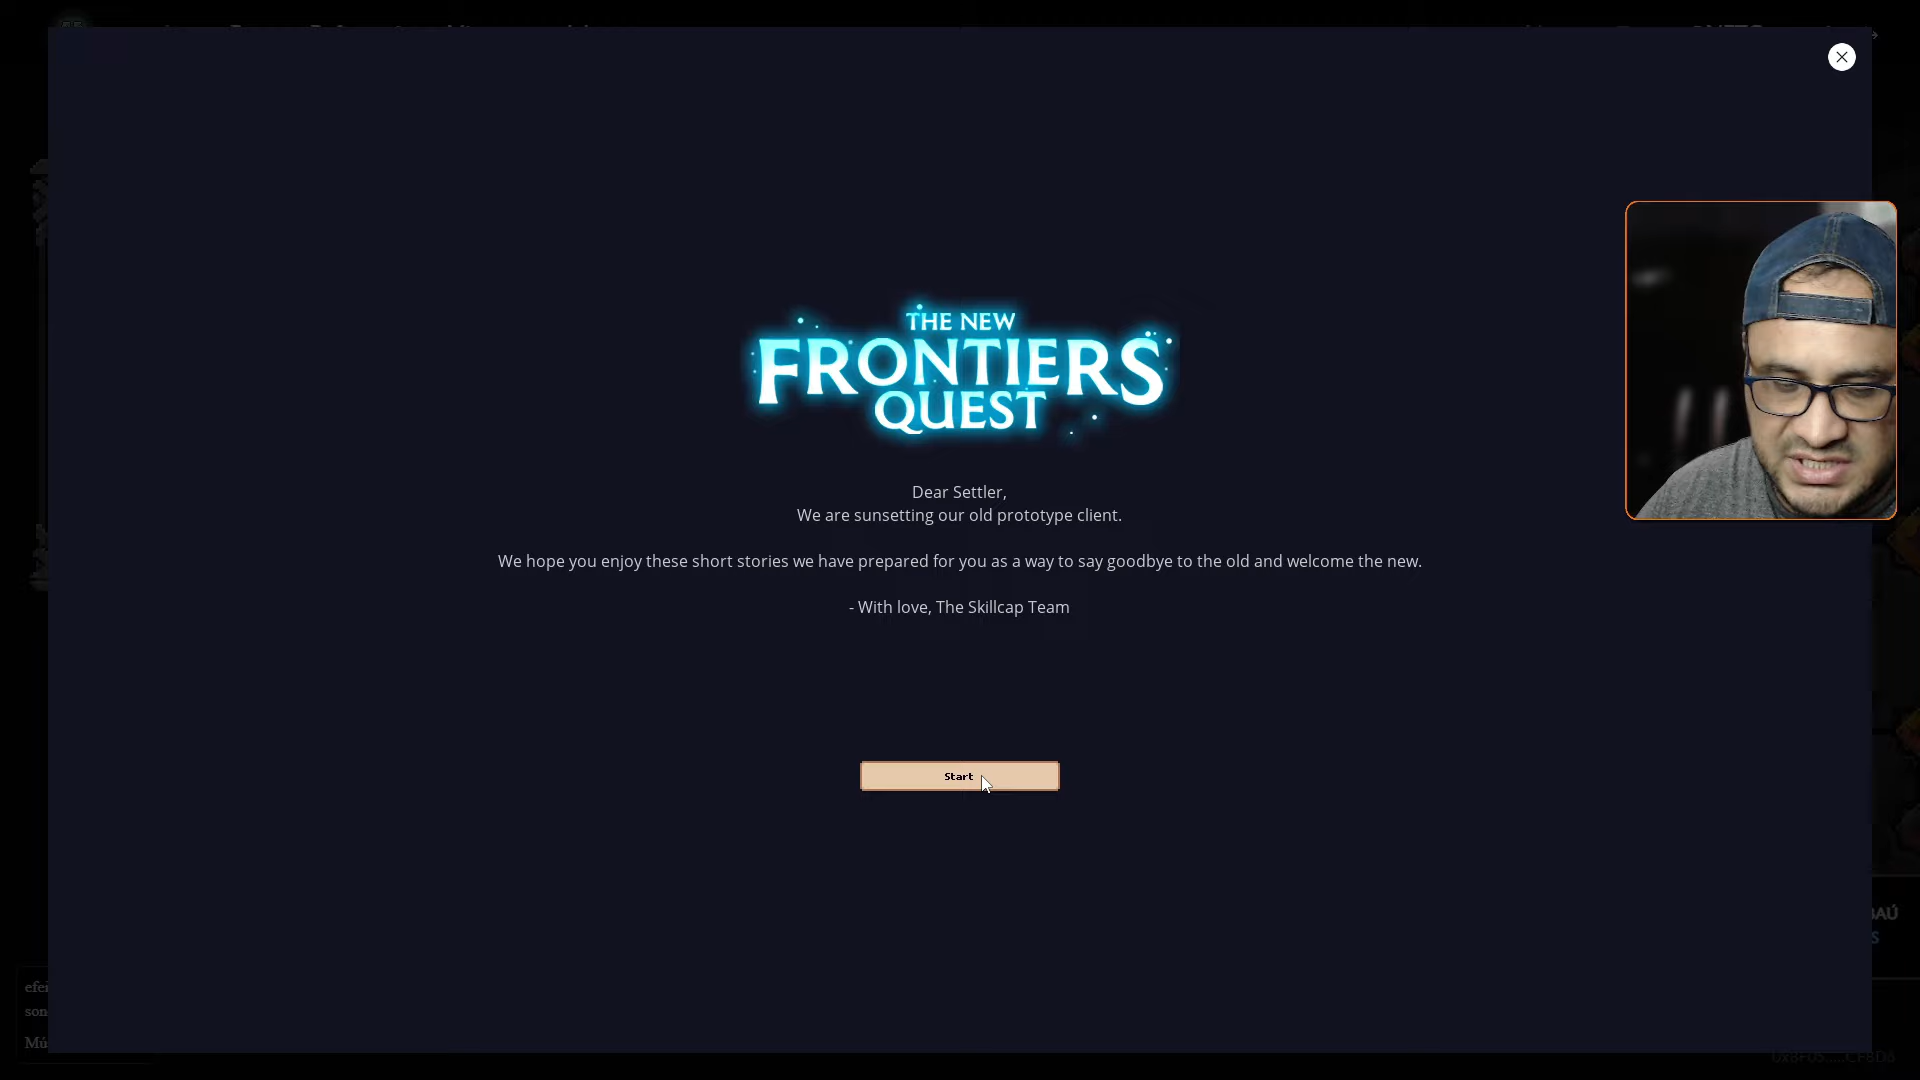 THE NEW
FRONTIERS
QUEST
Dear Settler,
We are sunsetting our old prototype client.
We hope you enjoy these short stories we have prepared for you as a way to say goodbye to the old and welcome the new.
- With love, The Skillcap Team
Start